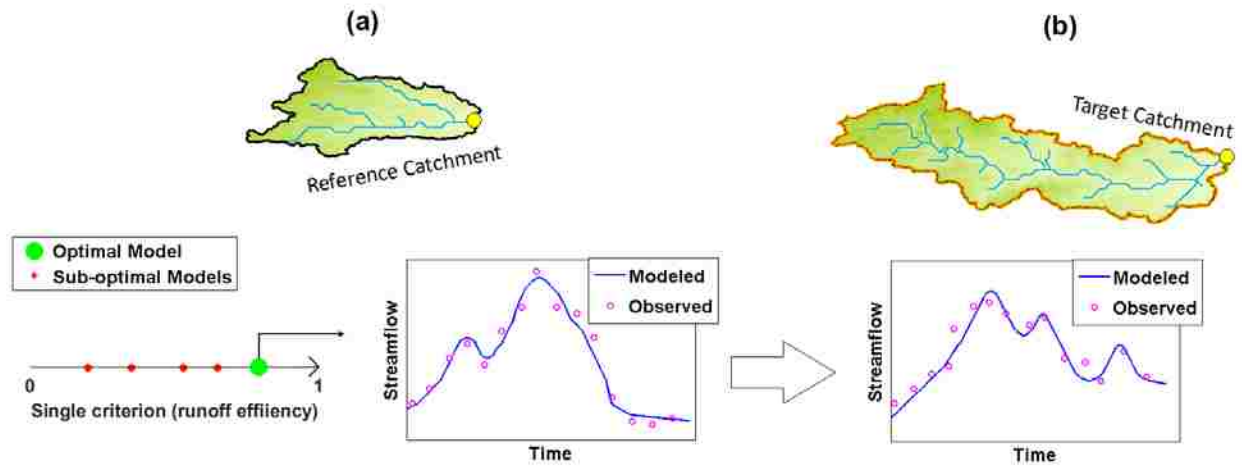 (a)
(b)
Reference Catchment
Target Catchment
Optimal Model
Sub-optimal Models
0
1
Single criterion (runoff effiiency)
Streamflow
Modeled
Observed
Time
Streamflow
Modeled
Observed
Time